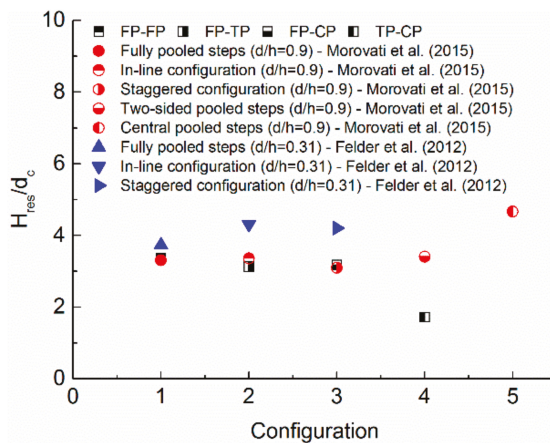 10
8
6
4
2
0
H_res/d_c
FP-FP FP-TP FP-CP TP-CP
Fully pooled steps (d/h=0.9) - Morovati et al. (2015)
In-line configuration (d/h=0.9) - Morovati et al. (2015)
Staggered configuration (d/h=0.9) - Morovati et al. (2015)
Two-sided pooled steps (d/h=0.9) - Morovati et al. (2015)
Central pooled steps (d/h=0.9) - Morovati et al. (2015)
Fully pooled steps (d/h=0.31) - Felder et al. (2012)
In-line configuration (d/h=0.31) - Felder et al. (2012)
Staggered configuration (d/h=0.31) - Felder et al. (2012)
0 1 2 3 4 5
Configuration